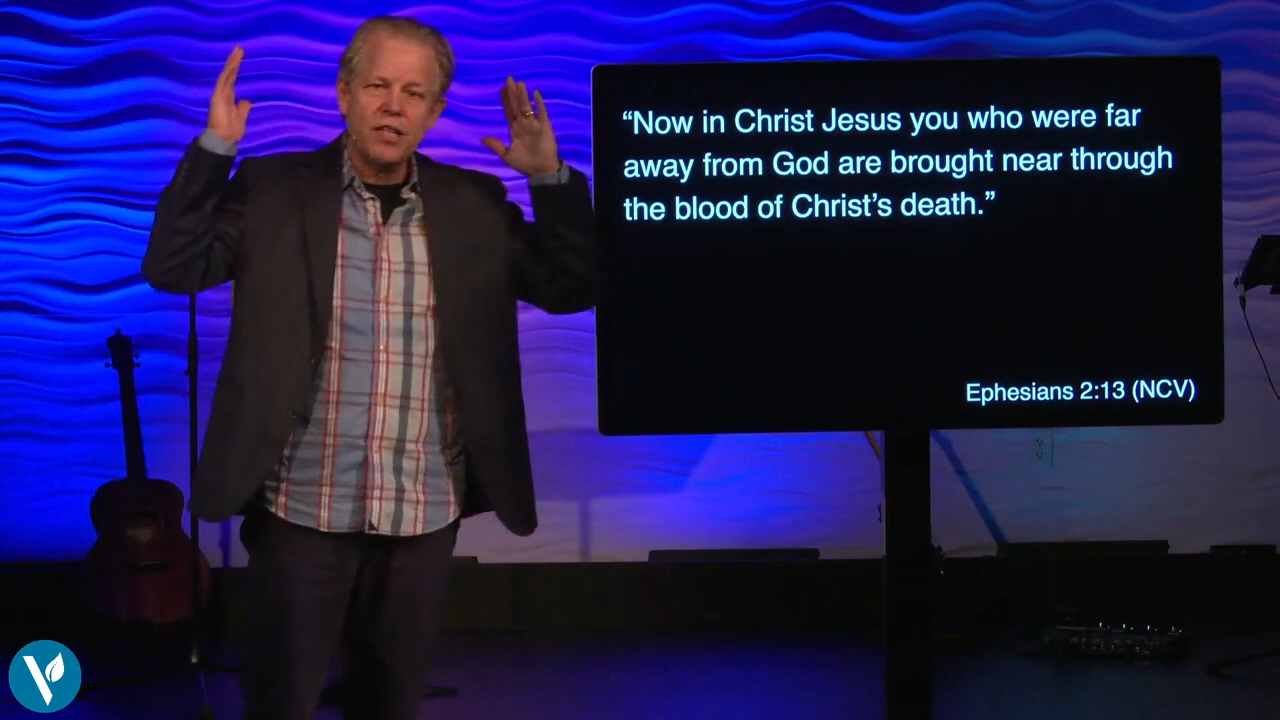 “Now in Christ Jesus you who were far
away from God are brought near through
the blood of Christ’s death.”
Ephesians 2:13 (NCV)